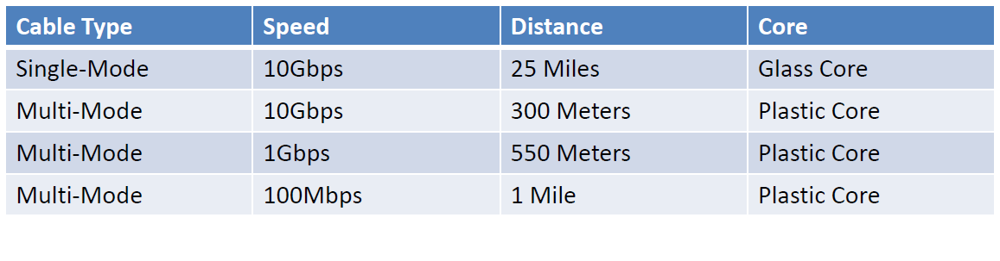 Cable Type Speed Distance Core
Single-Mode 10Gbps 25 Miles Glass Core
Multi-Mode 10Gbps 300 Meters Plastic Core
Multi-Mode 1Gbps 550 Meters Plastic Core
Multi-Mode 100Mbps 1 Mile Plastic Core